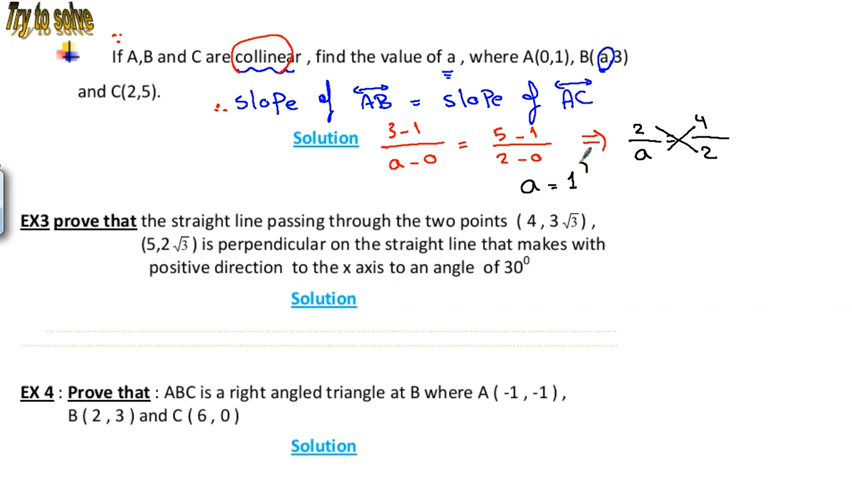 Try to solve
∵
If A,B and C are collinear , find the value of a , where A(0,1), B( a,3)
and C(2,5).
∴ slope of AB = slope of AC
Solution
3-1 / a-0 = 5-1 / 2-0 ⇒ 2 / a = 4 / 2
a = 1
EX3 prove that the straight line passing through the two points ( 4 , 3 √3 ) ,
(5,2 √3 ) is perpendicular on the straight line that makes with
positive direction to the x axis to an angle of 30⁰
Solution
EX 4 : Prove that : ABC is a right angled triangle at B where A ( -1 , -1 ) ,
B ( 2 , 3 ) and C ( 6 , 0 )
Solution